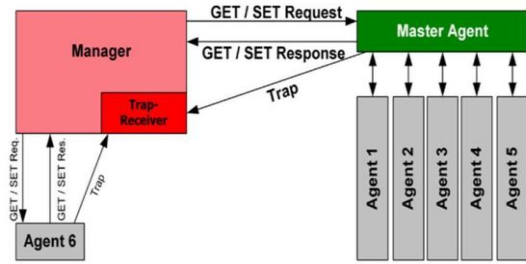 GET / SET Request
Manager
Master Agent
GET / SET Response
Trap
Trap-
Receiver
GET / SET Req.
GET / SET Res.
Trap
Agent 6
Agent 1
Agent 2
Agent 3
Agent 4
Agent 5